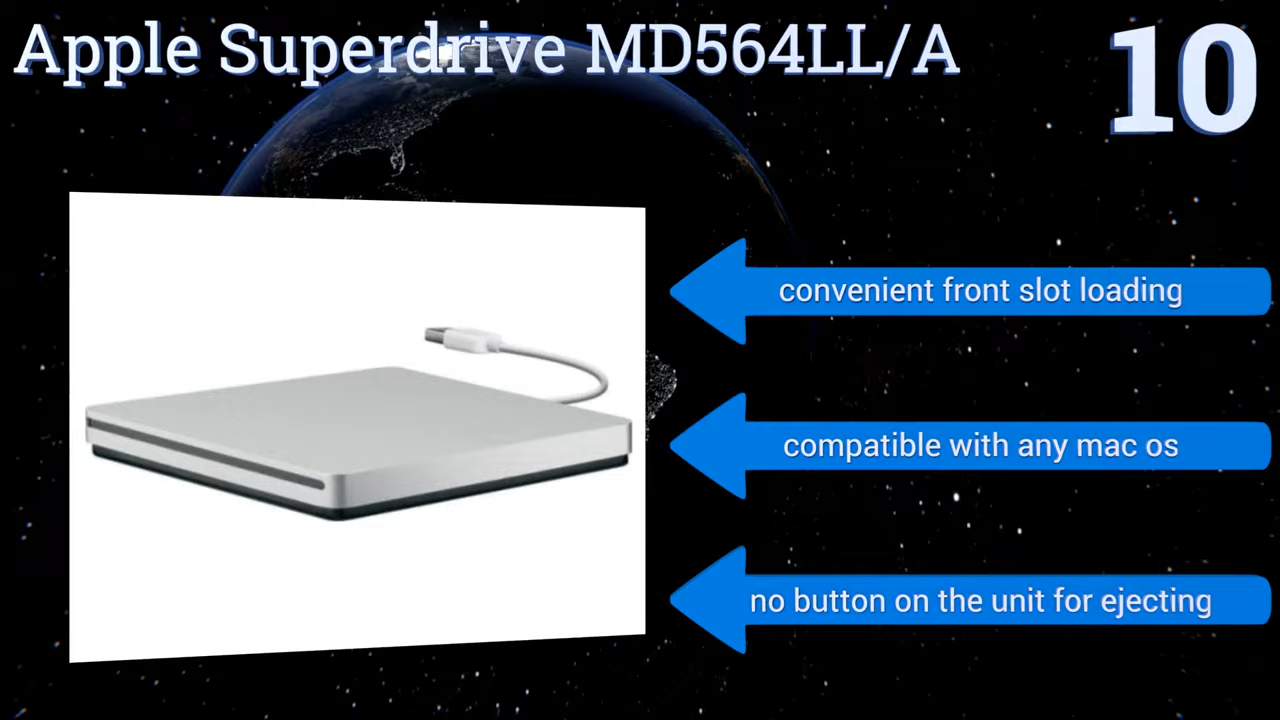 Apple Superdrive MD564LL/A
10
convenient front slot loading
compatible with any mac os
no button on the unit for ejecting